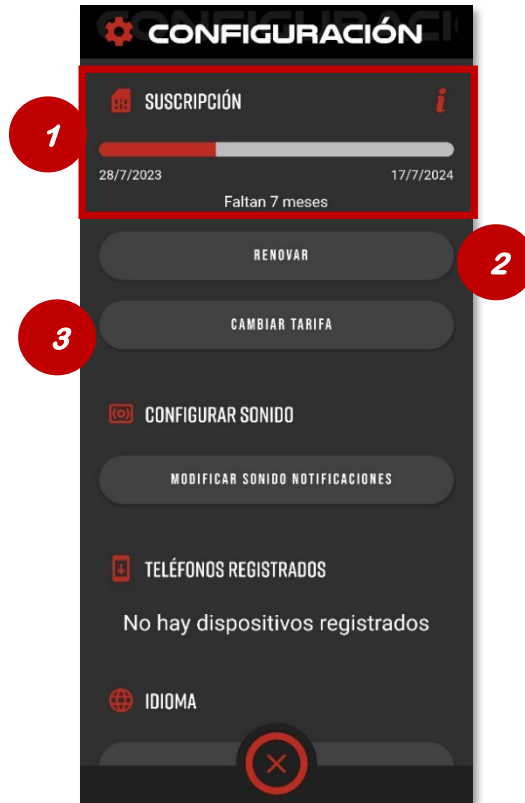 CONFIGURACIÓN
SUSCRIPCIÓN
i
1
28/7/2023 17/7/2024
Faltan 7 meses
RENOVAR
2
CAMBIAR TARIFA
3
CONFIGURAR SONIDO
MODIFICAR SONIDO NOTIFICACIONES
TELÉFONOS REGISTRADOS
No hay dispositivos registrados
IDIOMA